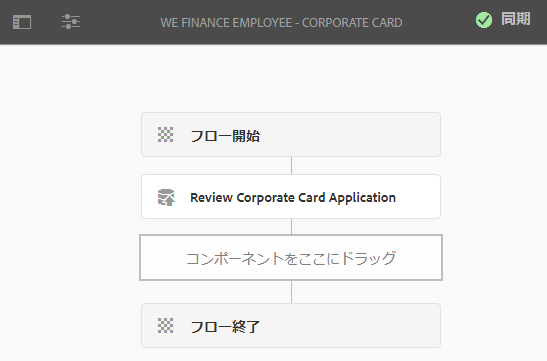 WE FINANCE EMPLOYEE - CORPORATE CARD
同期
フロー開始
Review Corporate Card Application
コンポーネントをここにドラッグ
フロー終了